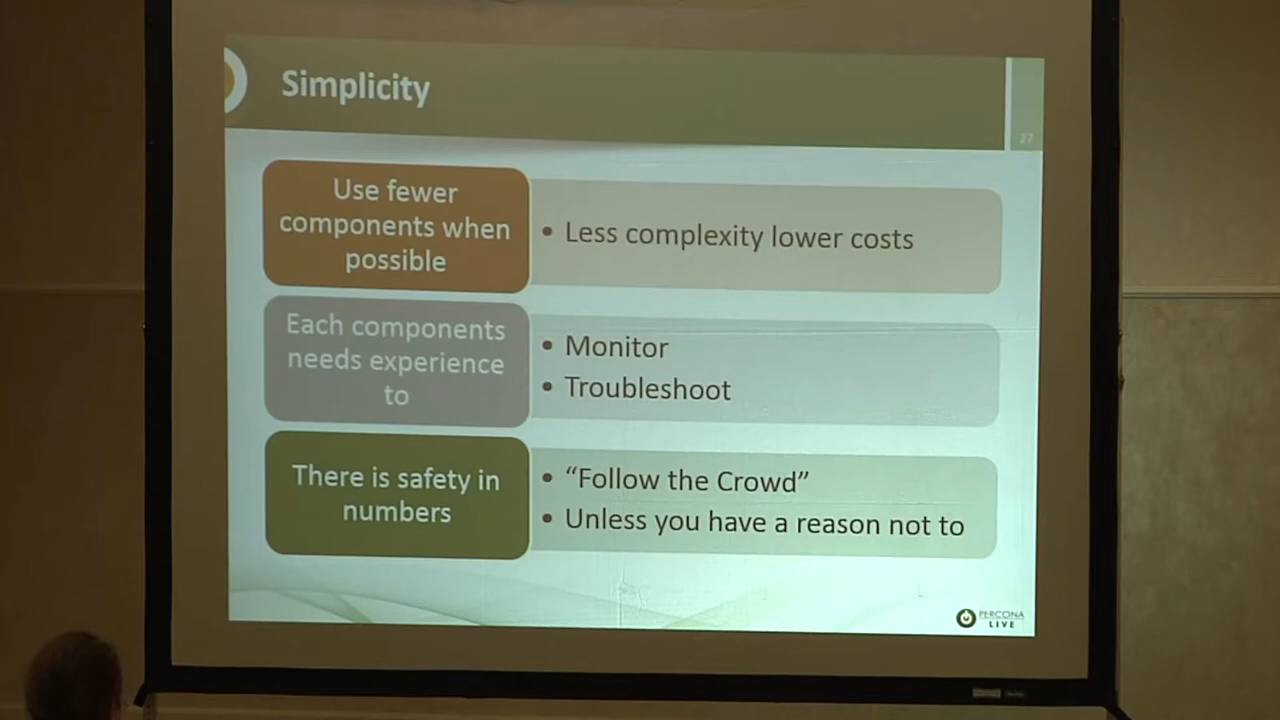 Simplicity
27
Use fewer
components when
possible
• Less complexity lower costs
Each components
needs experience
to
• Monitor
• Troubleshoot
There is safety in
numbers
• “Follow the Crowd”
• Unless you have a reason not to
PERCONA
LIVE